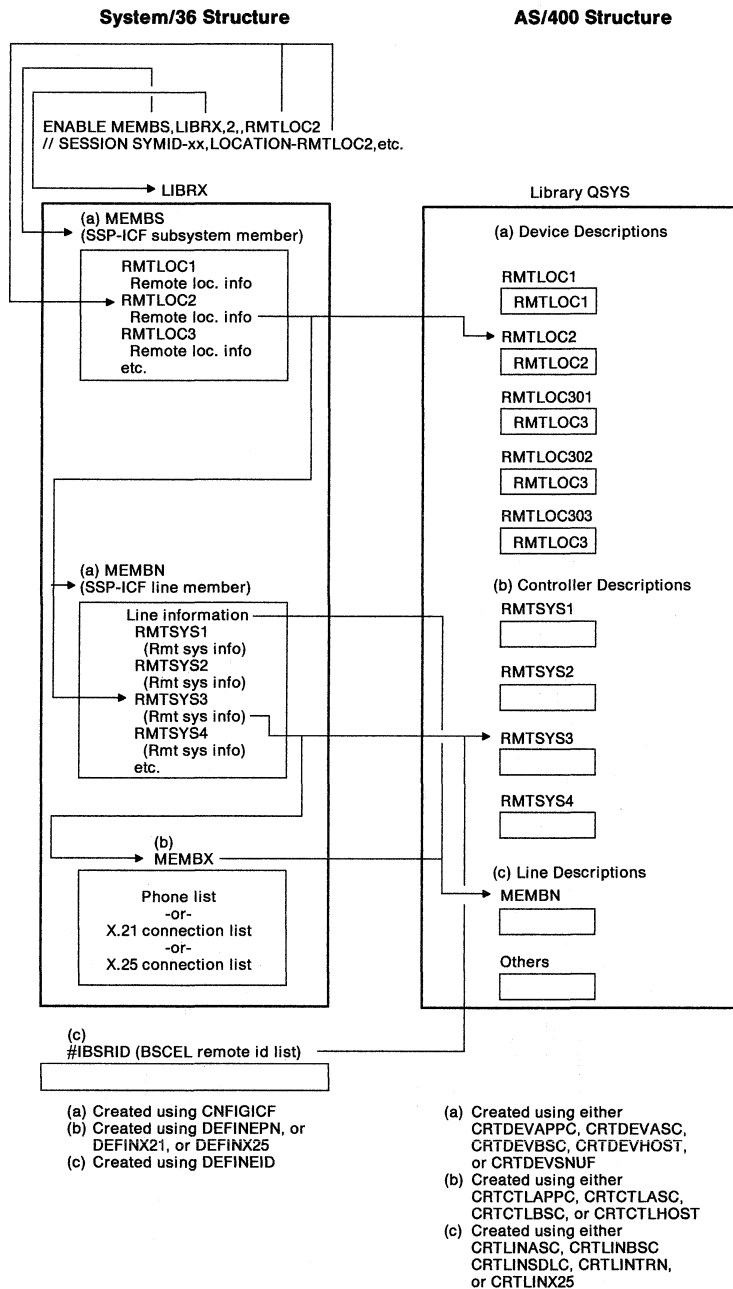 System/36 Structure
AS/400 Structure
ENABLE MEMBS,LIBRX,2,,RMTLOC2
// SESSION SYMID-xx,LOCATION-RMTLOC2,etc.
LIBRX
(a) MEMBS
(SSP-ICF subsystem member)
RMTLOC1
Remote loc. info
RMTLOC2
Remote loc. info
RMTLOC3
Remote loc. info
etc.
(a) MEMBN
(SSP-ICF line member)
Line information
RMTSYS1
(Rmt sys info)
RMTSYS2
(Rmt sys info)
RMTSYS3
(Rmt sys info)
RMTSYS4
(Rmt sys info)
etc.
(b)
MEMBX
Phone list
-or-
X.21 connection list
-or-
X.25 connection list
(c)
#IBSRID (BSCEL remote id list)
(a) Created using CNFIGICF
(b) Created using DEFINEPN, or
DEFINX21, or DEFINX25
(c) Created using DEFINEID
Library QSYS
(a) Device Descriptions
RMTLOC1
RMTLOC1
RMTLOC2
RMTLOC2
RMTLOC301
RMTLOC3
RMTLOC302
RMTLOC3
RMTLOC303
RMTLOC3
(b) Controller Descriptions
RMTSYS1
RMTSYS2
RMTSYS3
RMTSYS4
(c) Line Descriptions
MEMBN
Others
(a) Created using either
CRTDEVAPPC, CRTDEVASC,
CRTDEVBSC, CRTDEVHOST,
or CRTDEVSNUF
(b) Created using either
CRTCTLAPPC, CRTCTLASC,
CRTCTLBSC, or CRTCTLHOST
(c) Created using either
CRTLINASC, CRTLINBSC
CRTLINSDLC, CRTLINTRN,
or CRTLINX25